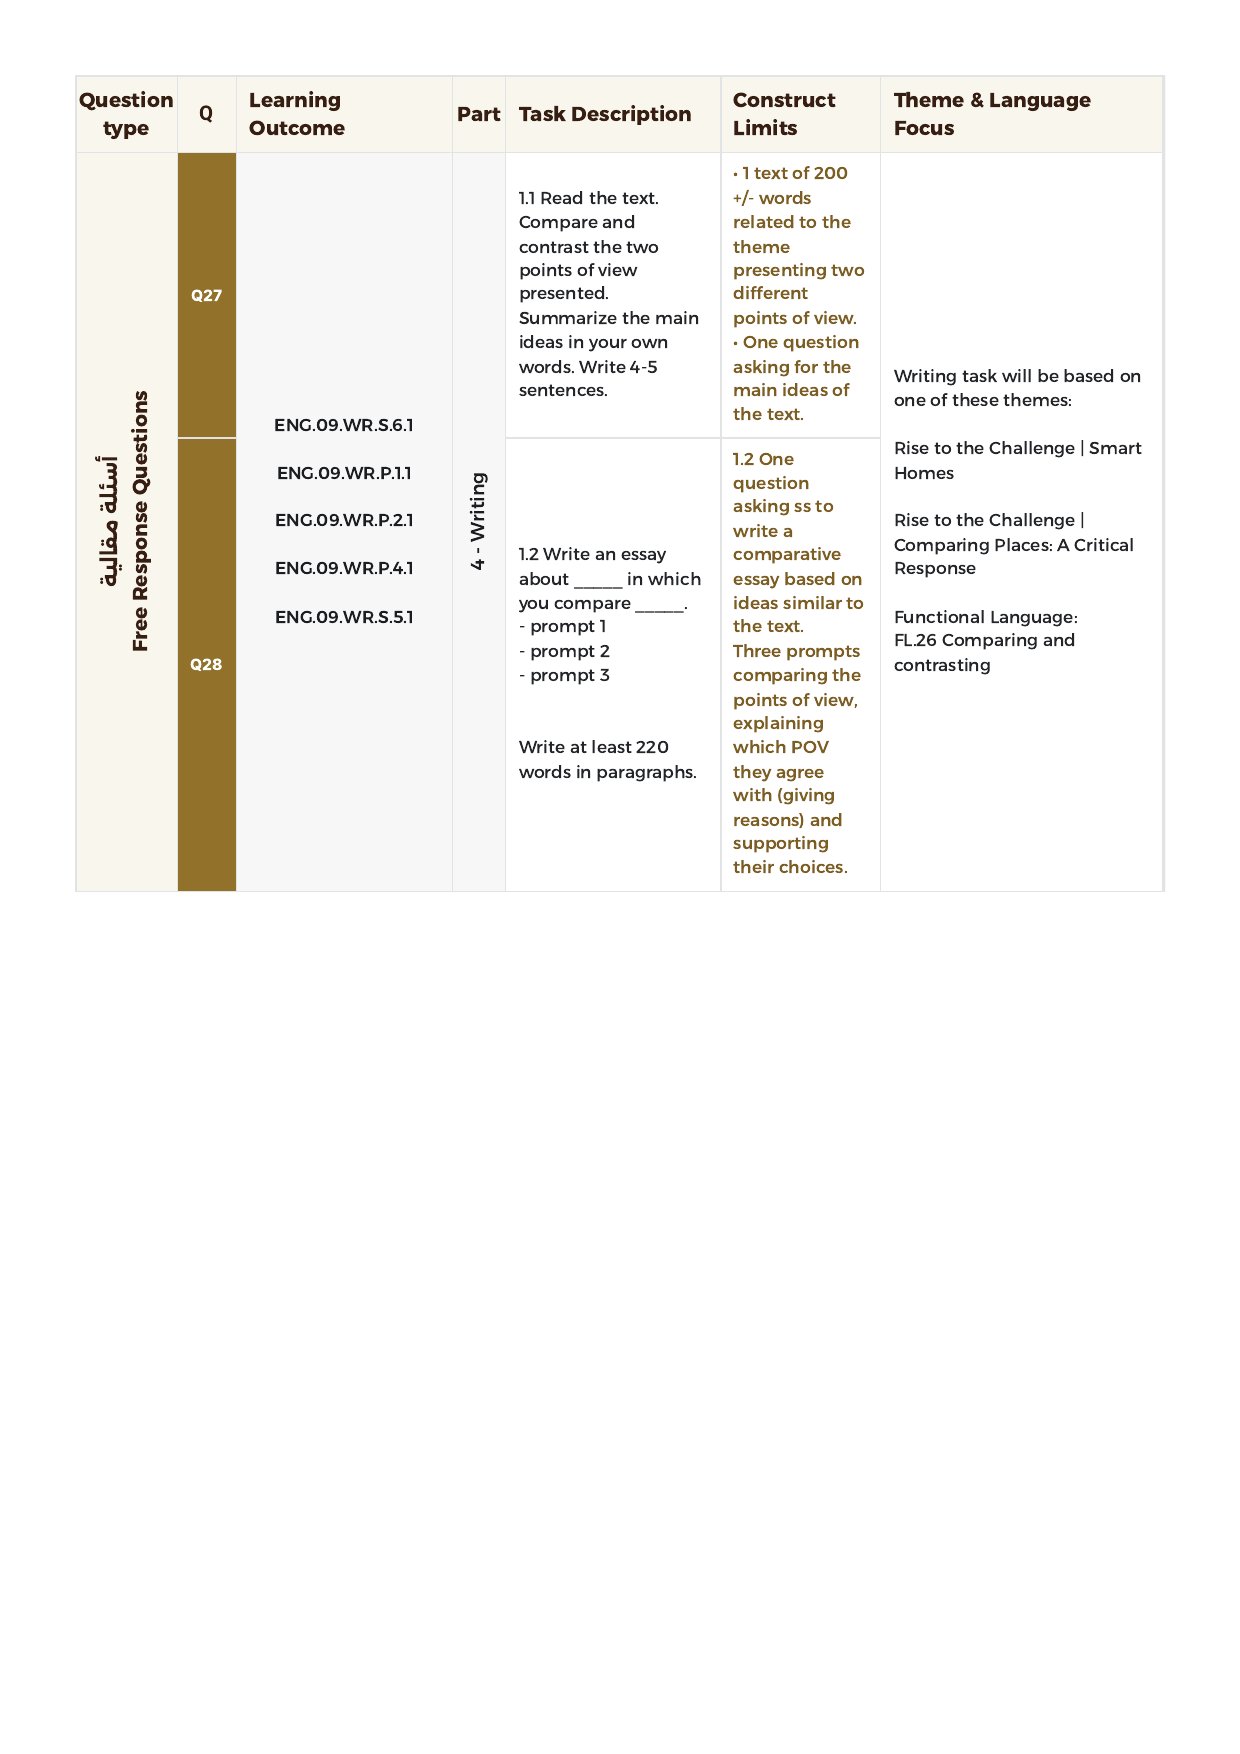 Question
type
Q
Learning
Outcome
Part
Task Description
Construct
Limits
Theme & Language
Focus
أسئلة مقالية
Free Response Questions
Q27
Q28
ENG.09.WR.S.6.1
ENG.09.WR.P.1.1
ENG.09.WR.P.2.1
ENG.09.WR.P.4.1
ENG.09.WR.S.5.1
4 - Writing
1.1 Read the text.
Compare and
contrast the two
points of view
presented.
Summarize the main
ideas in your own
words. Write 4-5
sentences.
• 1 text of 200
+/- words
related to the
theme
presenting two
different
points of view.
• One question
asking for the
main ideas of
the text.
1.2 Write an essay
about _____ in which
you compare _____.
- prompt 1
- prompt 2
- prompt 3
Write at least 220
words in paragraphs.
1.2 One
question
asking ss to
write a
comparative
essay based on
ideas similar to
the text.
Three prompts
comparing the
points of view,
explaining
which POV
they agree
with (giving
reasons) and
supporting
their choices.
Writing task will be based on
one of these themes:
Rise to the Challenge | Smart
Homes
Rise to the Challenge |
Comparing Places: A Critical
Response
Functional Language:
FL.26 Comparing and
contrasting